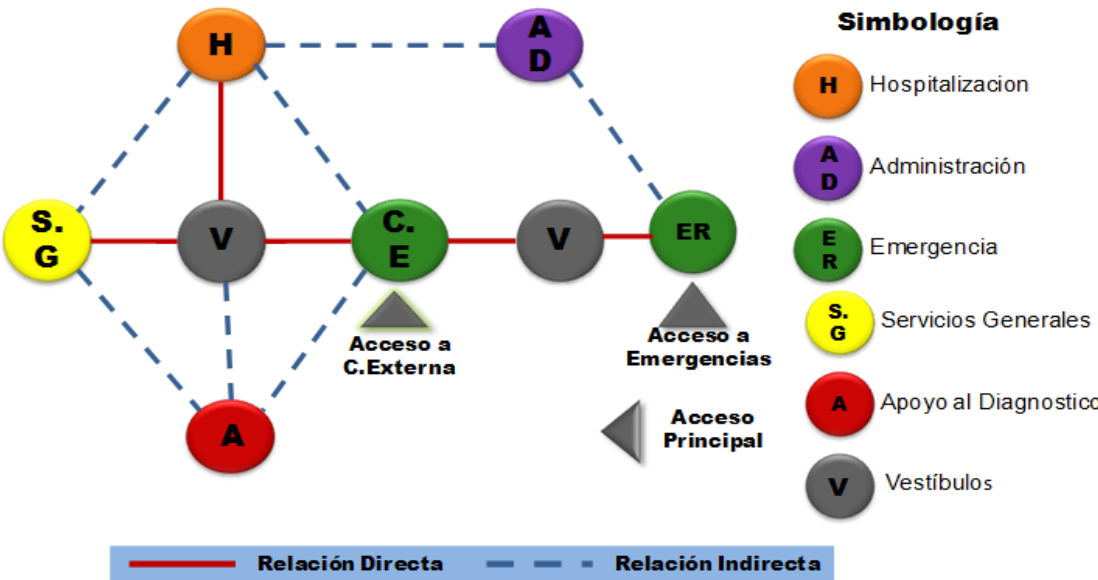 H
A
D
Simbología
H
Hospitalizacion
A
D
Administración
S.
G
V
C.
E
V
ER
E
R
Emergencia
S.
G
Servicios Generales
Acceso a
C.Externa
Acceso a
Emergencias
A
A
Apoyo al Diagnostico
Acceso
Principal
V
Vestíbulos
Relación Directa
Relación Indirecta